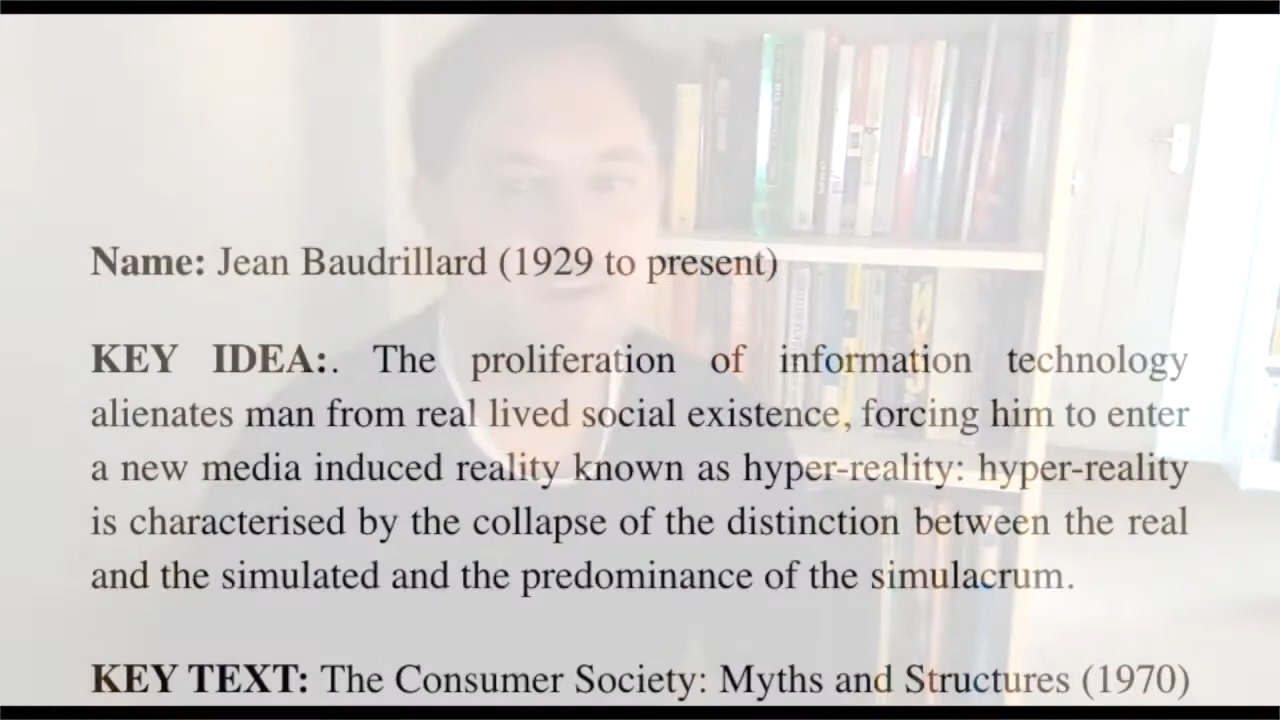 Name: Jean Baudrillard (1929 to present)
KEY IDEA:. The proliferation of information technology
alienates man from real lived social existence, forcing him to enter
a new media induced reality known as hyper-reality: hyper-reality
is characterised by the collapse of the distinction between the real
and the simulated and the predominance of the simulacrum.
KEY TEXT: The Consumer Society: Myths and Structures (1970)